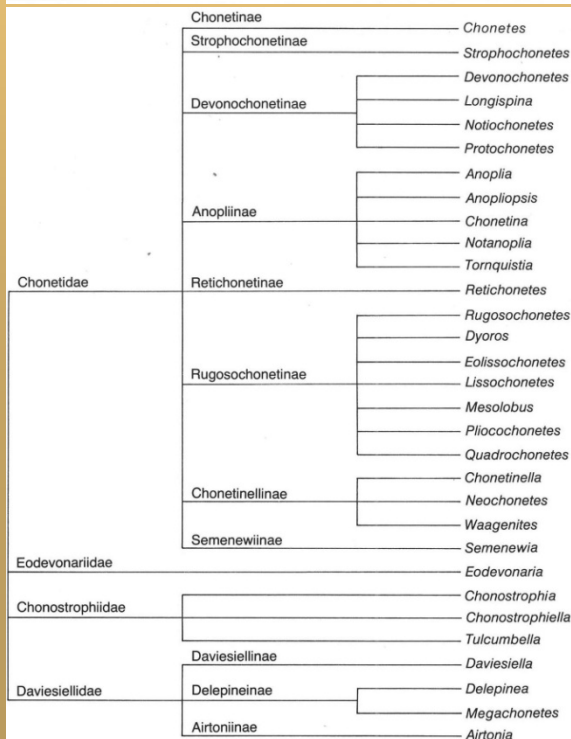 Chonetinae
Chonetes
Strophochonetinae
Strophochonetes
Devonochonetes
Longispina
Devonochonetinae
Notiochonetes
Protochonetes
Anoplia
Anopliopsis
Anopliinae
Chonetina
Notanoplia
Tornquistia
Chonetidae
Retichonetinae
Retichonetes
Rugosochonetes
Dyoros
Eolissochonetes
Rugosochonetinae
Lissochonetes
Mesolobus
Pliocochonetes
Quadrochonetes
Chonetinella
Chonetinellinae
Neochonetes
Waagenites
Semenewiinae
Semenewia
Eodevonariidae
Eodevonaria
Chonostrophia
Chonostrophiidae
Chonostrophiella
Tulcumbella
Daviesiellinae
Daviesiella
Daviesiellidae
Delepineinae
Delepinea
Megachonetes
Airtoniinae
Airtonia